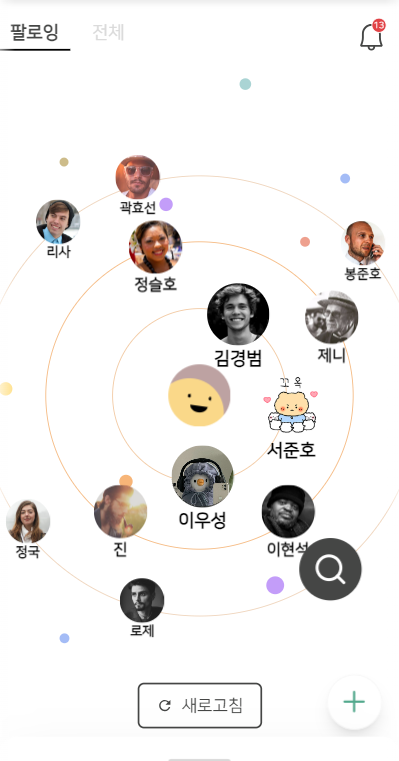 팔로잉 전체
13
곽효선
리사
정슬호
봉준호
김경범
제니
꼬옥
서준호
이우성
정국
진
이현석
로제
새로고침